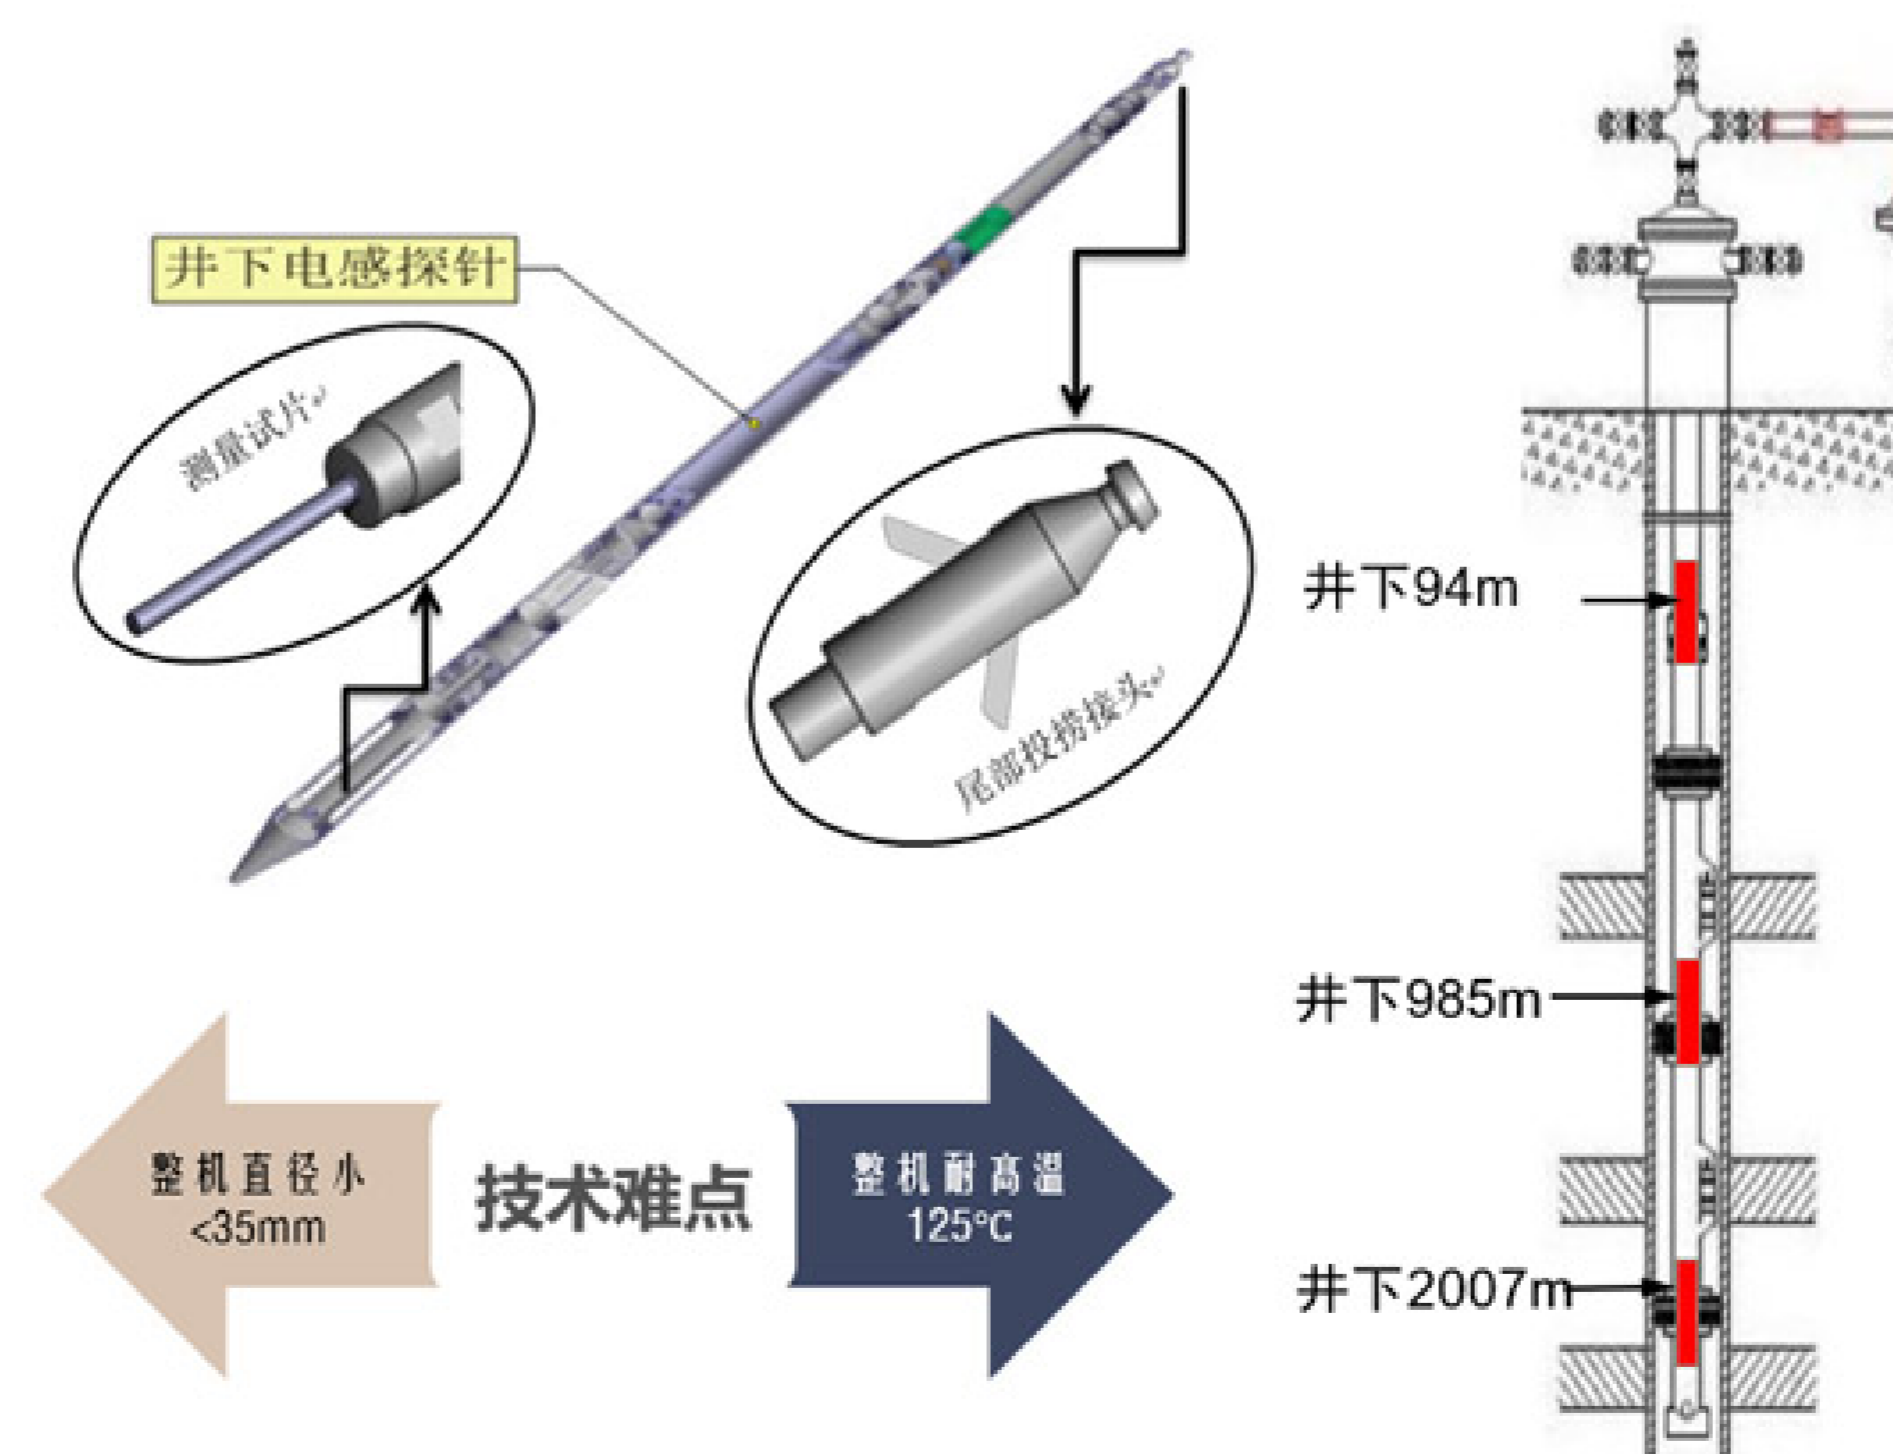 井下电感探针
测量试片
尾部投捞接头
井下94m
井下985m
井下2007m
整机直径小
<35mm
技术难点
整机耐高温
125℃